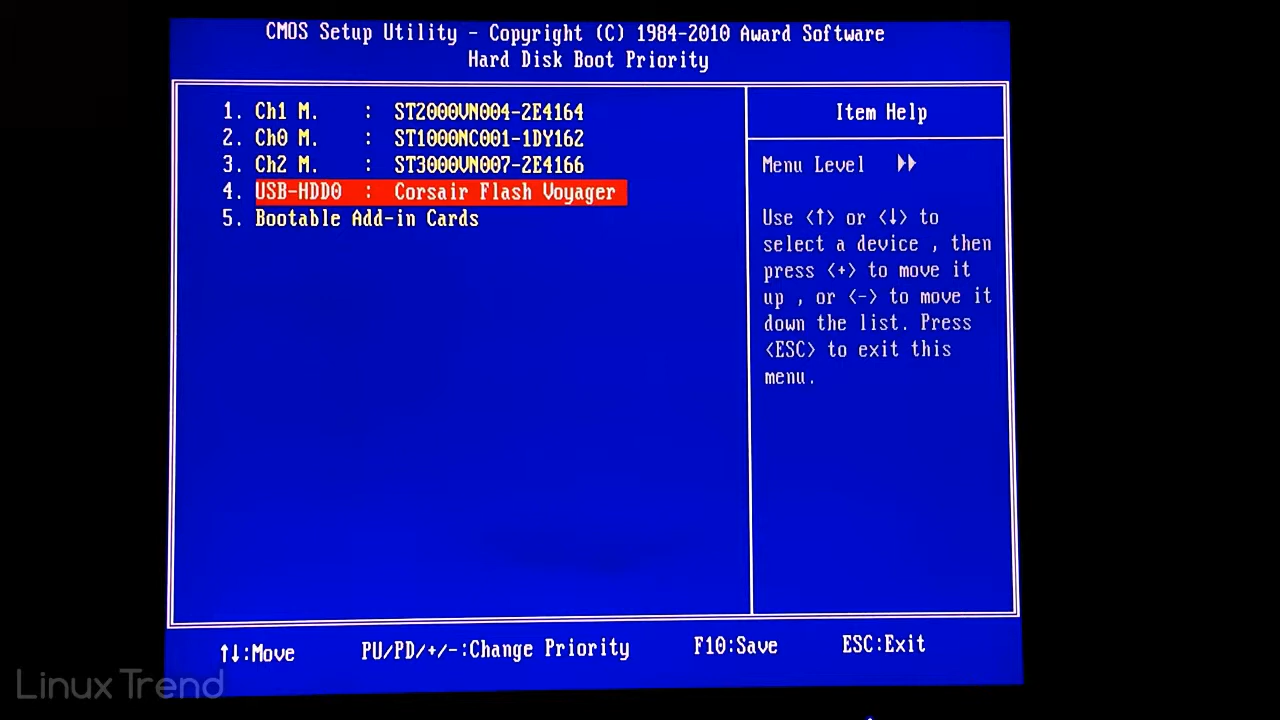 CMOS Setup Utility - Copyright (C) 1984-2010 Award Software
Hard Disk Boot Priority
1. Ch1 M. : ST2000VN004-2E4164
2. Ch0 M. : ST1000NC001-1DY162
3. Ch2 M. : ST3000VN007-2E4166
4. USB-HDD0 : Corsair Flash Voyager
5. Bootable Add-in Cards
Item Help
Menu Level ▸▸
Use <↑> or <↓> to
select a device , then
press <+> to move it
up , or <-> to move it
down the list. Press
<ESC> to exit this
menu.
↑↓:Move PU/PD/+/-:Change Priority F10:Save ESC:Exit
Linux Trend